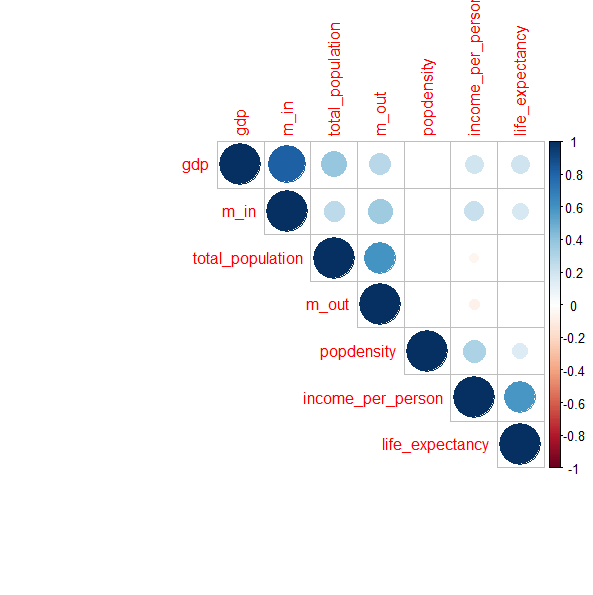 gdp
m_in
total_population
m_out
popdensity
income_per_person
life_expectancy
gdp
m_in
total_population
m_out
popdensity
income_per_person
life_expectancy
1
0.8
0.6
0.4
0.2
0
-0.2
-0.4
-0.6
-0.8
-1